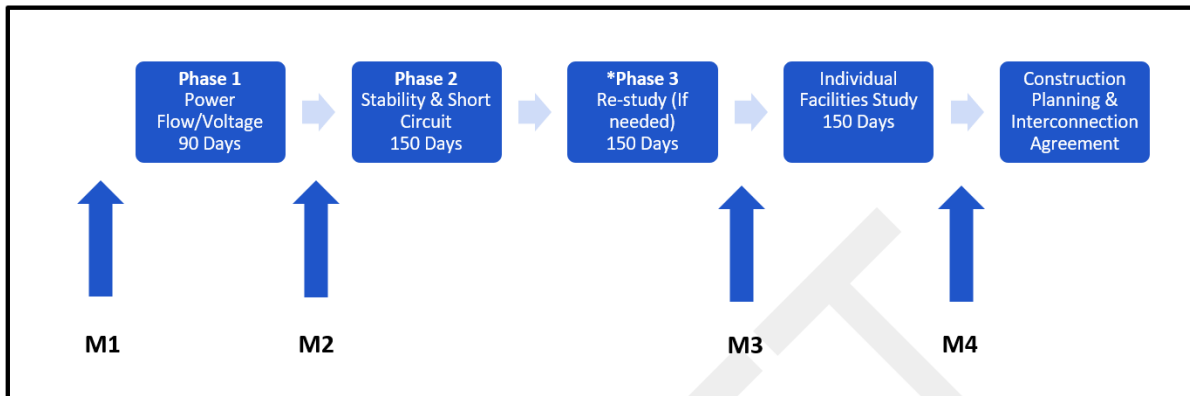 Phase 1
Power
Flow/Voltage
90 Days
Phase 2
Stability & Short
Circuit
150 Days
*Phase 3
Re-study (If
needed)
150 Days
Individual
Facilities Study
150 Days
Construction
Planning &
Interconnection
Agreement
M1
M2
M3
M4